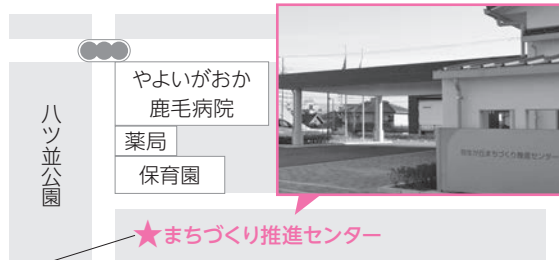 やよいがおか
鹿毛病院
薬局
保育園
八ツ並公園
★まちづくり推進センター